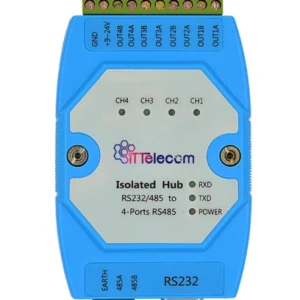 GND
+9~24V
OUT4B
OUT4A
OUT3B
OUT3A
OUT2B
OUT2A
OUT1B
OUT1A
CH4 CH3 CH2 CH1
iTTelecom
Isolated Hub
RS232/485 to
4-Ports RS485
RXD
TXD
POWER
EARTH
485A
485B
RS232